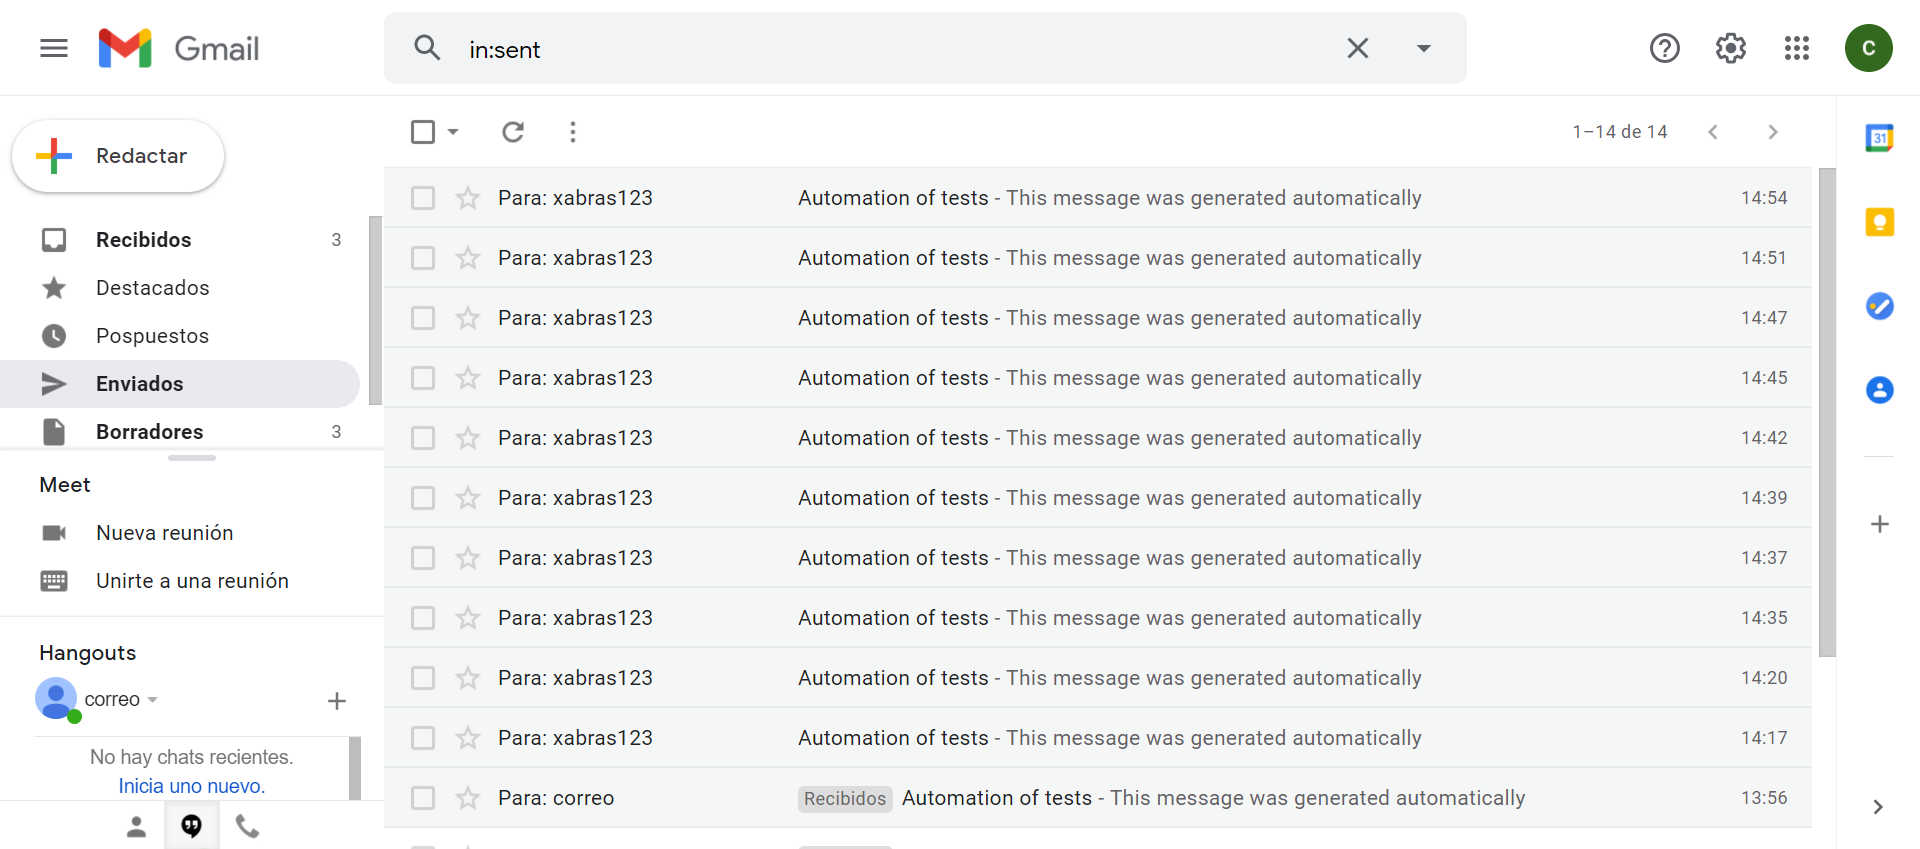 Gmail
in:sent
C
Redactar
1–14 de 14
31
Recibidos 3
Destacados
Pospuestos
Enviados
Borradores 3
Meet
Nueva reunión
Unirte a una reunión
Hangouts
correo
No hay chats recientes.
Inicia uno nuevo.
Para: xabras123 Automation of tests - This message was generated automatically 14:54
Para: xabras123 Automation of tests - This message was generated automatically 14:51
Para: xabras123 Automation of tests - This message was generated automatically 14:47
Para: xabras123 Automation of tests - This message was generated automatically 14:45
Para: xabras123 Automation of tests - This message was generated automatically 14:42
Para: xabras123 Automation of tests - This message was generated automatically 14:39
Para: xabras123 Automation of tests - This message was generated automatically 14:37
Para: xabras123 Automation of tests - This message was generated automatically 14:35
Para: xabras123 Automation of tests - This message was generated automatically 14:20
Para: xabras123 Automation of tests - This message was generated automatically 14:17
Para: correo Recibidos Automation of tests - This message was generated automatically 13:56